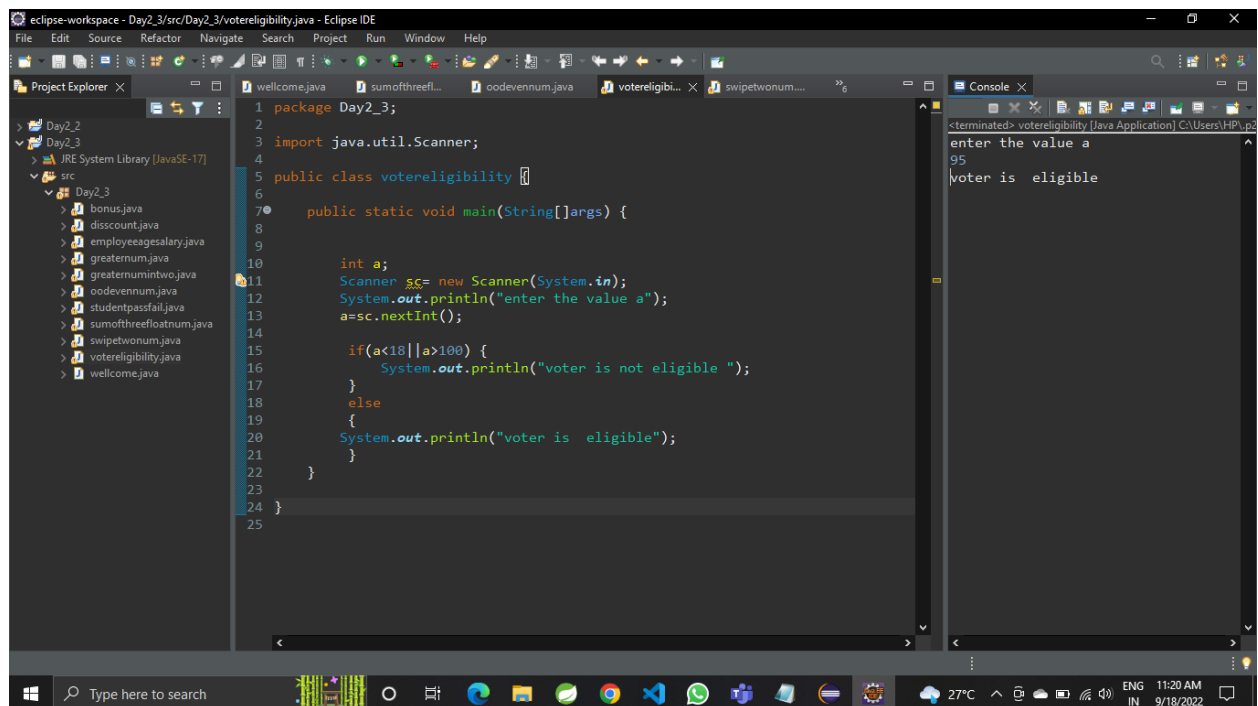 eclipse-workspace - Day2_3/src/Day2_3/votereligibility.java - Eclipse IDE
File Edit Source Refactor Navigate Search Project Run Window Help
Project Explorer
Day2_2
Day2_3
JRE System Library [JavaSE-17]
src
Day2_3
bonus.java
disscount.java
employeeagesalary.java
greaternum.java
greaternumintwo.java
oodevennum.java
studentpassfail.java
sumofthreefloatnum.java
swipetwonum.java
votereligibility.java
wellcome.java
wellcome.java sumofthreefl... oodevennum.java votereligibi... swipetwonum.... »6
1 package Day2_3;
2
3 import java.util.Scanner;
4
5 public class votereligibility {
6
7 public static void main(String[]args) {
8
9
10 int a;
11 Scanner sc= new Scanner(System.in);
12 System.out.println("enter the value a");
13 a=sc.nextInt();
14
15 if(a<18||a>100) {
16 System.out.println("voter is not eligible ");
17 }
18 else
19 {
20 System.out.println("voter is  eligible");
21 }
22 }
23
24 }
25
Console
<terminated> votereligibility [Java Application] C:\Users\HP\.p2
enter the value a
95
voter is  eligible
Type here to search
27°C
ENG
IN
11:20 AM
9/18/2022